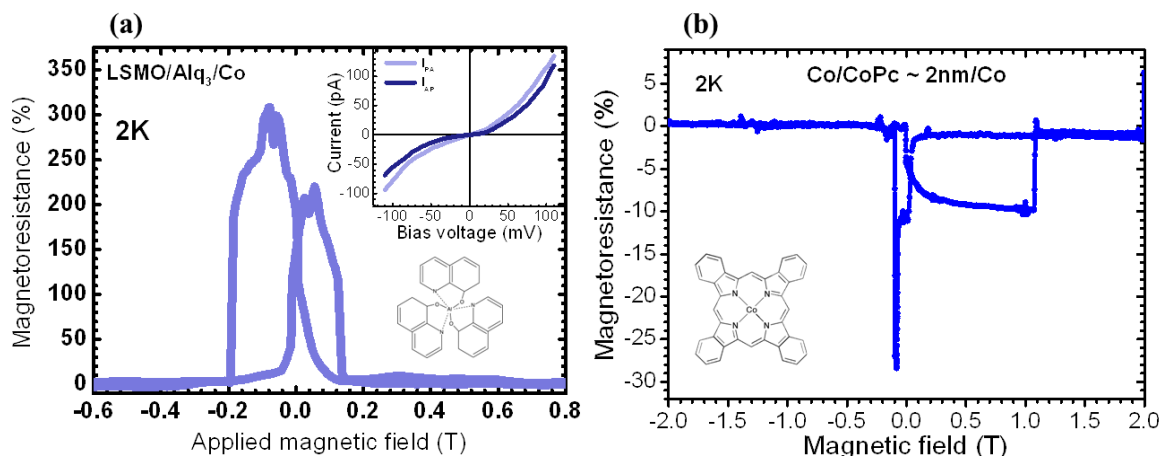 (a)
LSMO/Alq3/Co
2K
350
300
250
200
150
100
50
0
-0.6 -0.4 -0.2 0.0 0.2 0.4 0.6 0.8
Magnetoresistance (%)
Applied magnetic field (T)
I PA
I AP
100
50
0
-50
-100
-100 -50 0 50 100
Current (pA)
Bias voltage (mV)
N
N
N
O
O
O
Al
(b)
2K
Co/CoPc ~ 2nm/Co
5
0
-5
-10
-15
-20
-25
-30
-2.0 -1.5 -1.0 -0.5 0.0 0.5 1.0 1.5 2.0
Magnetoresistance (%)
Magnetic field (T)
N N
Co
N N